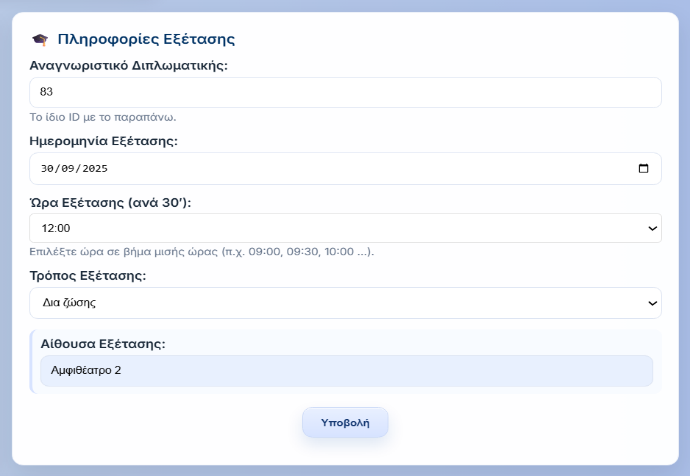 Πληροφορίες Εξέτασης
Αναγνωριστικό Διπλωματικής:
83
Το ίδιο ID με το παραπάνω.
Ημερομηνία Εξέτασης:
30/09/2025
Ώρα Εξέτασης (ανά 30'):
12:00
Επιλέξτε ώρα σε βήμα μισής ώρας (π.χ. 09:00, 09:30, 10:00 ...).
Τρόπος Εξέτασης:
Δια ζώσης
Αίθουσα Εξέτασης:
Αμφιθέατρο 2
Υποβολή